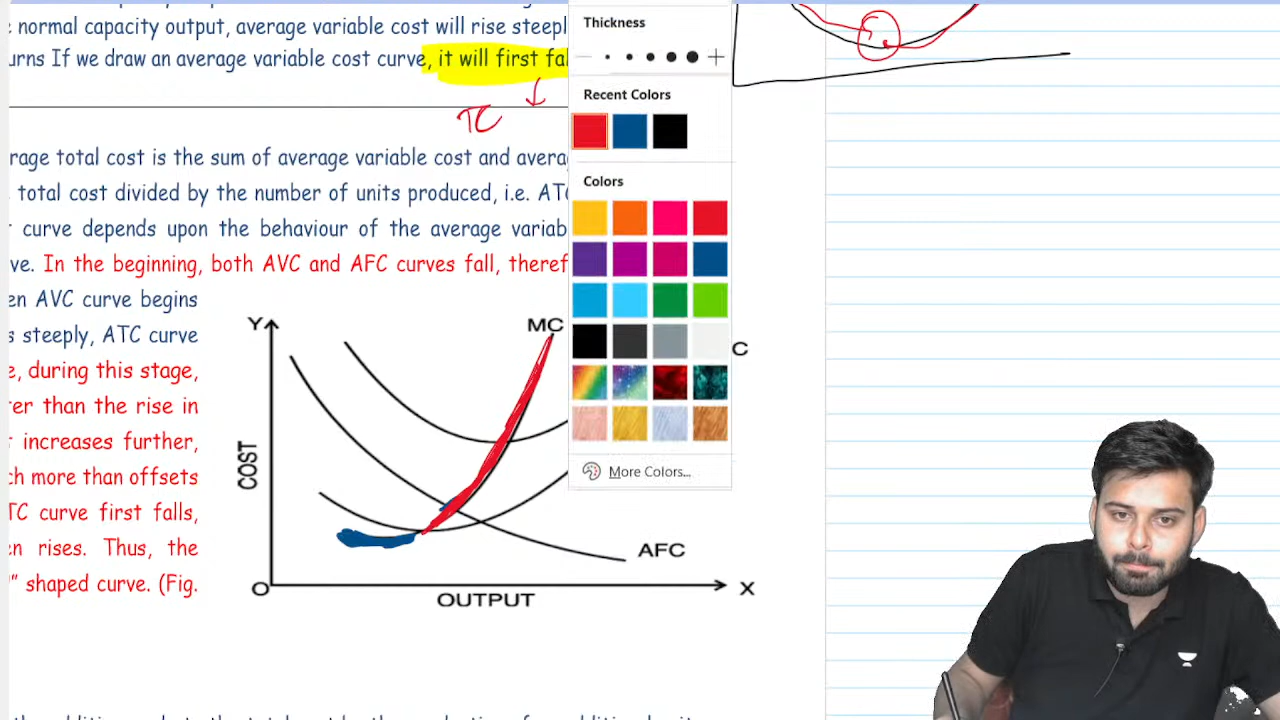 normal capacity output, average variable cost will rise steepl
urns If we draw an average variable cost curve, it will first fal
TC
rage total cost is the sum of average variable cost and avera
total cost divided by the number of units produced, i.e. AT
curve depends upon the behaviour of the average variab
ve. In the beginning, both AVC and AFC curves fall, theref
en AVC curve begins
s steeply, ATC curve
e, during this stage,
ter than the rise in
t increases further,
ch more than offsets
TC curve first falls,
en rises. Thus, the
" shaped curve. (Fig.
Y
MC
C
COST
AFC
O
X
OUTPUT
Thickness
Recent Colors
Colors
More Colors...